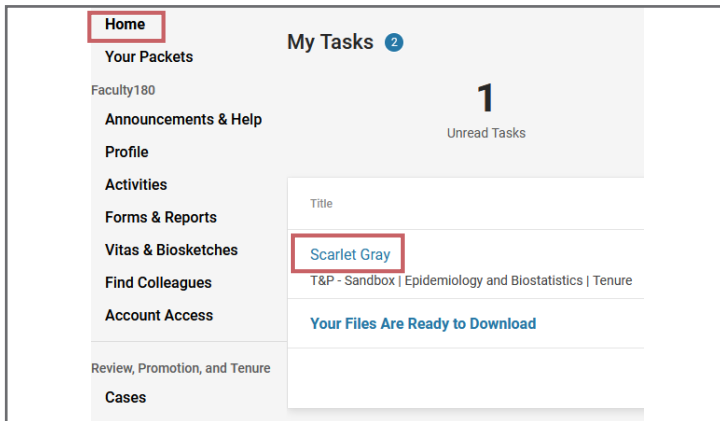 Home
Your Packets
Faculty180
Announcements & Help
Profile
Activities
Forms & Reports
Vitas & Biosketches
Find Colleagues
Account Access
Review, Promotion, and Tenure
Cases
My Tasks 2
1
Unread Tasks
Title
Scarlet Gray
T&P - Sandbox | Epidemiology and Biostatistics | Tenure
Your Files Are Ready to Download